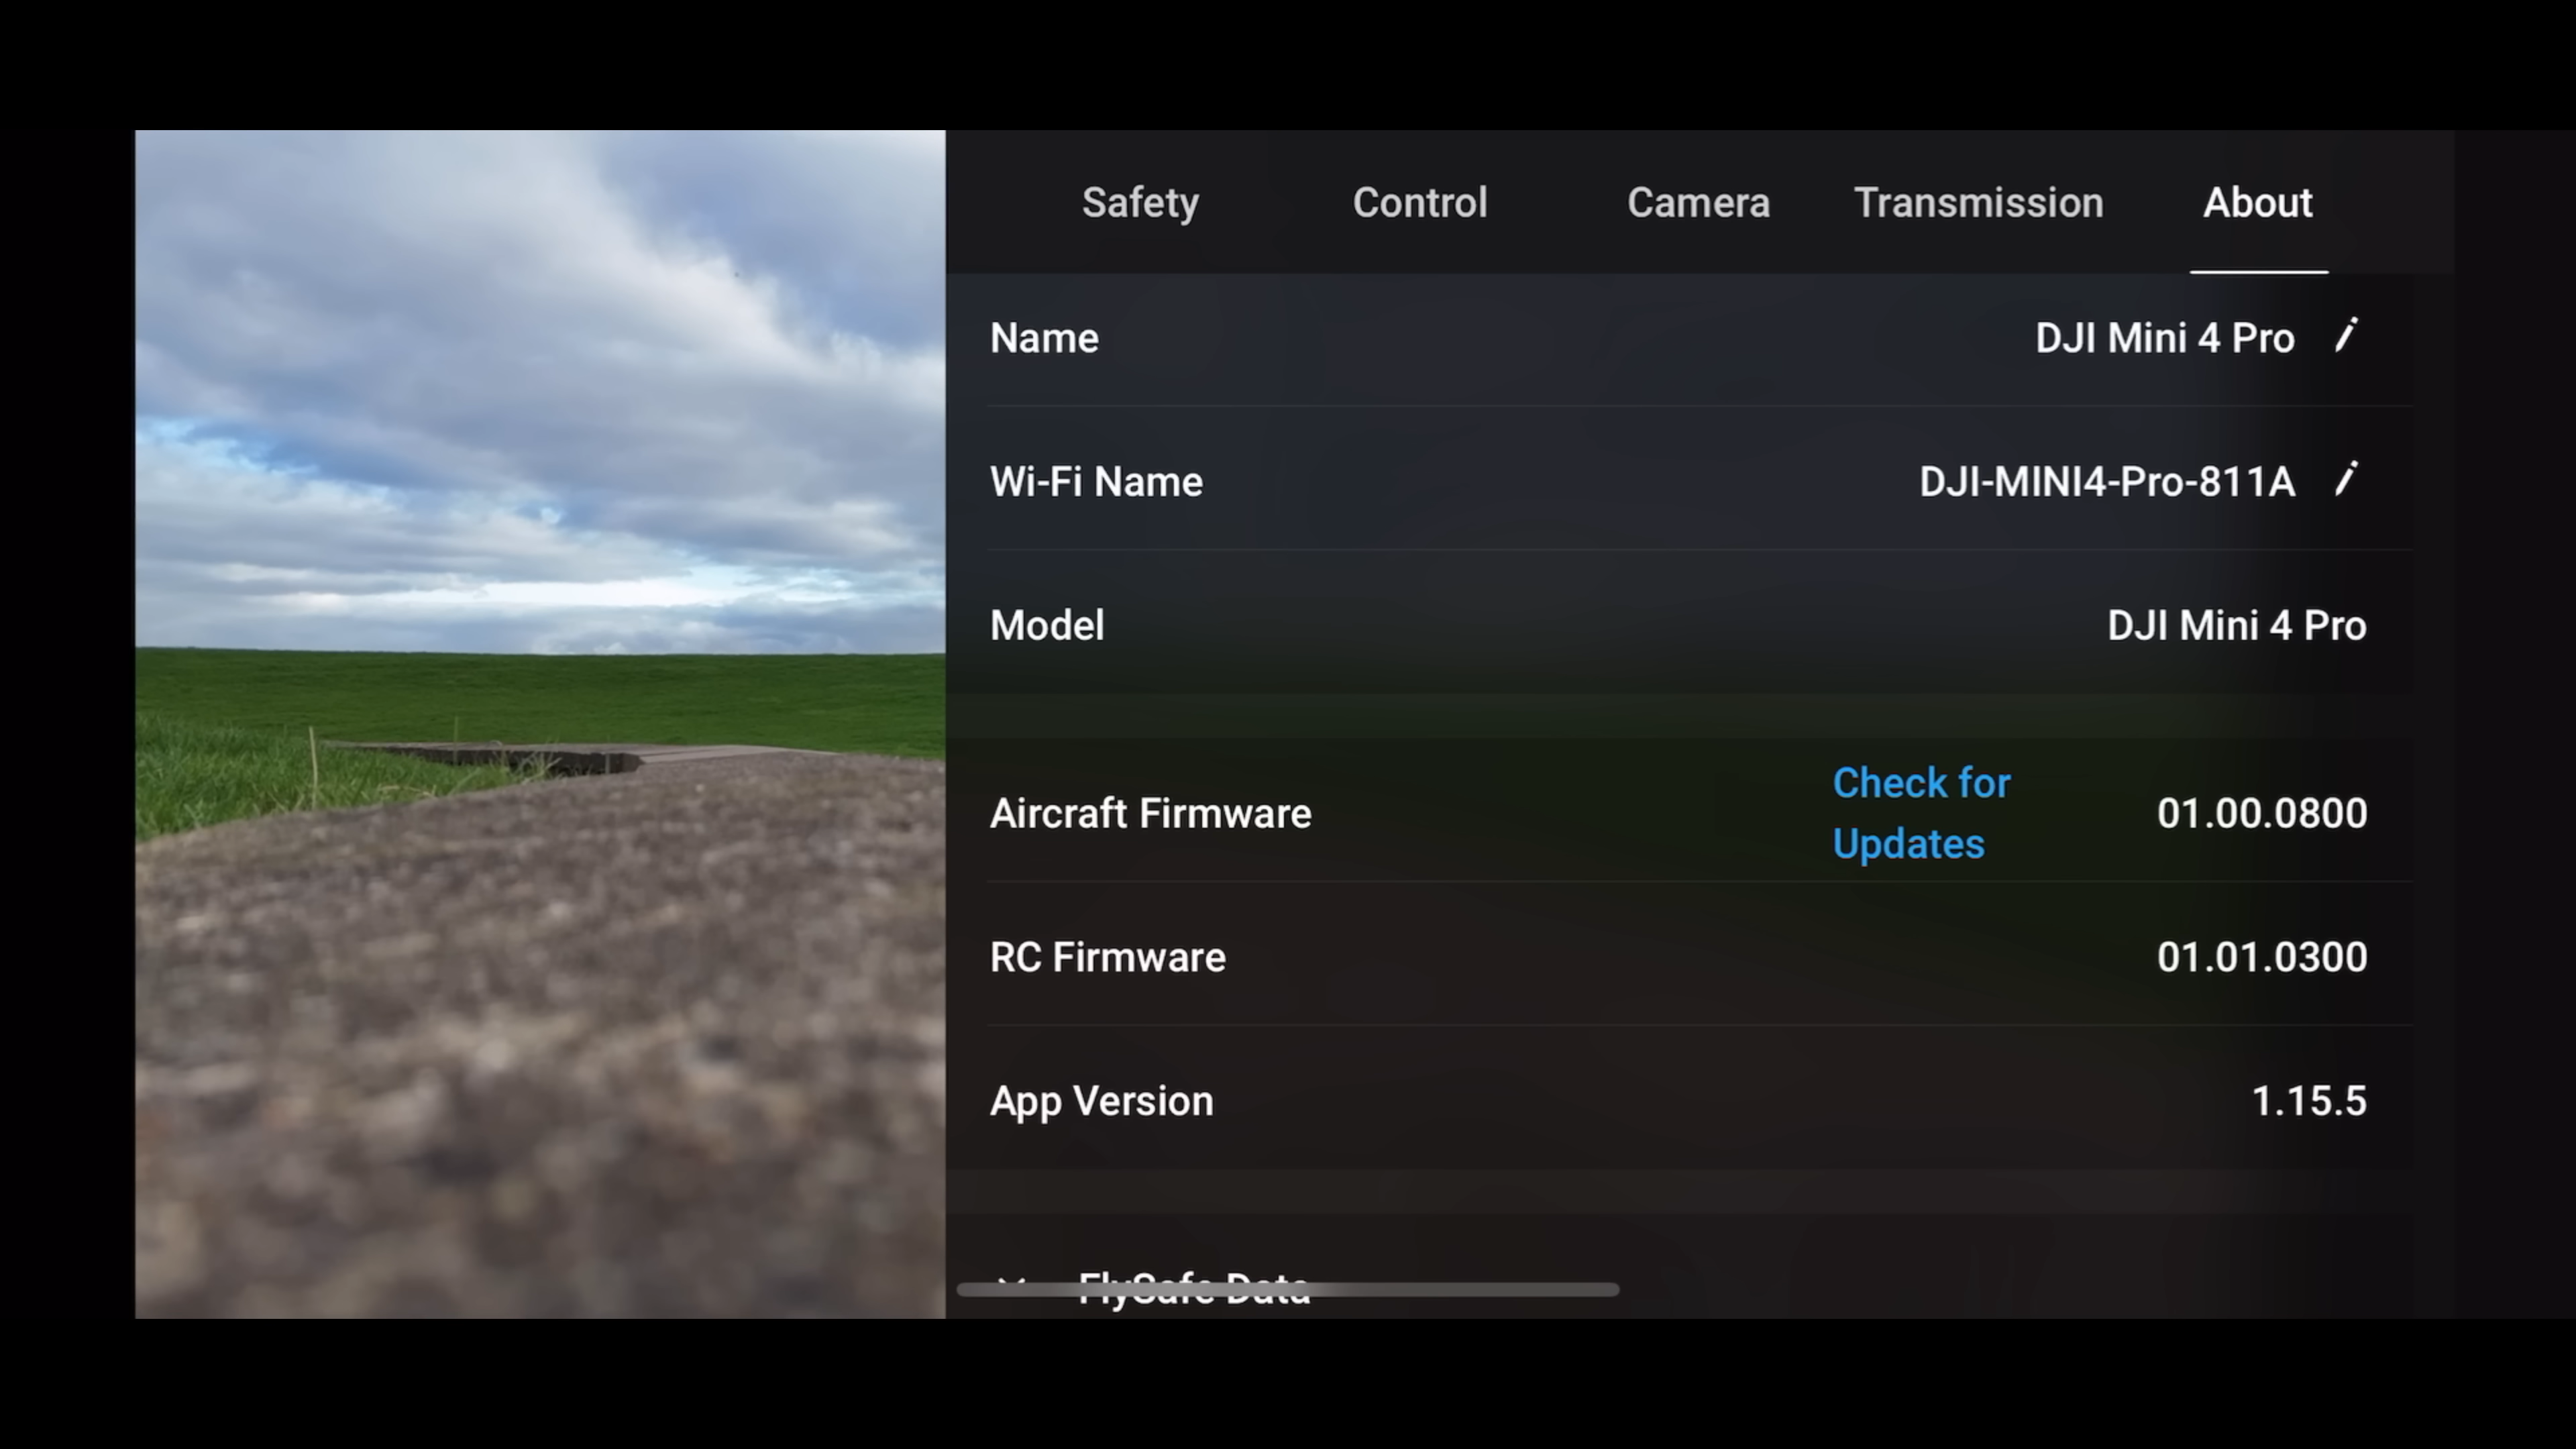 Safety Control Camera Transmission About
Name DJI Mini 4 Pro
Wi-Fi Name DJI-MINI4-Pro-811A
Model DJI Mini 4 Pro
Aircraft Firmware Check for Updates 01.00.0800
RC Firmware 01.01.0300
App Version 1.15.5
FlySafe Data